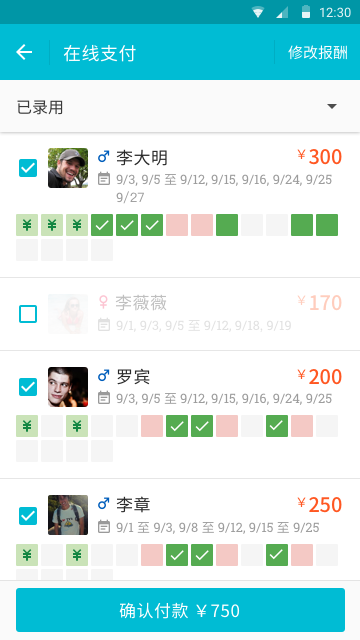 12:30
在线支付 修改报酬
已录用
李大明 ¥300
9/3, 9/5 至 9/12, 9/15, 9/16, 9/24, 9/25
9/27
¥ ¥ ¥
李薇薇 ¥170
9/1, 9/3, 9/5 至 9/12, 9/18, 9/19
罗宾 ¥200
9/3, 9/5 至 9/12, 9/15, 9/16, 9/24, 9/25
¥ ¥
李章 ¥250
9/1 至 9/3, 9/8 至 9/12, 9/15 至 9/25
¥ ¥
确认付款 ¥750